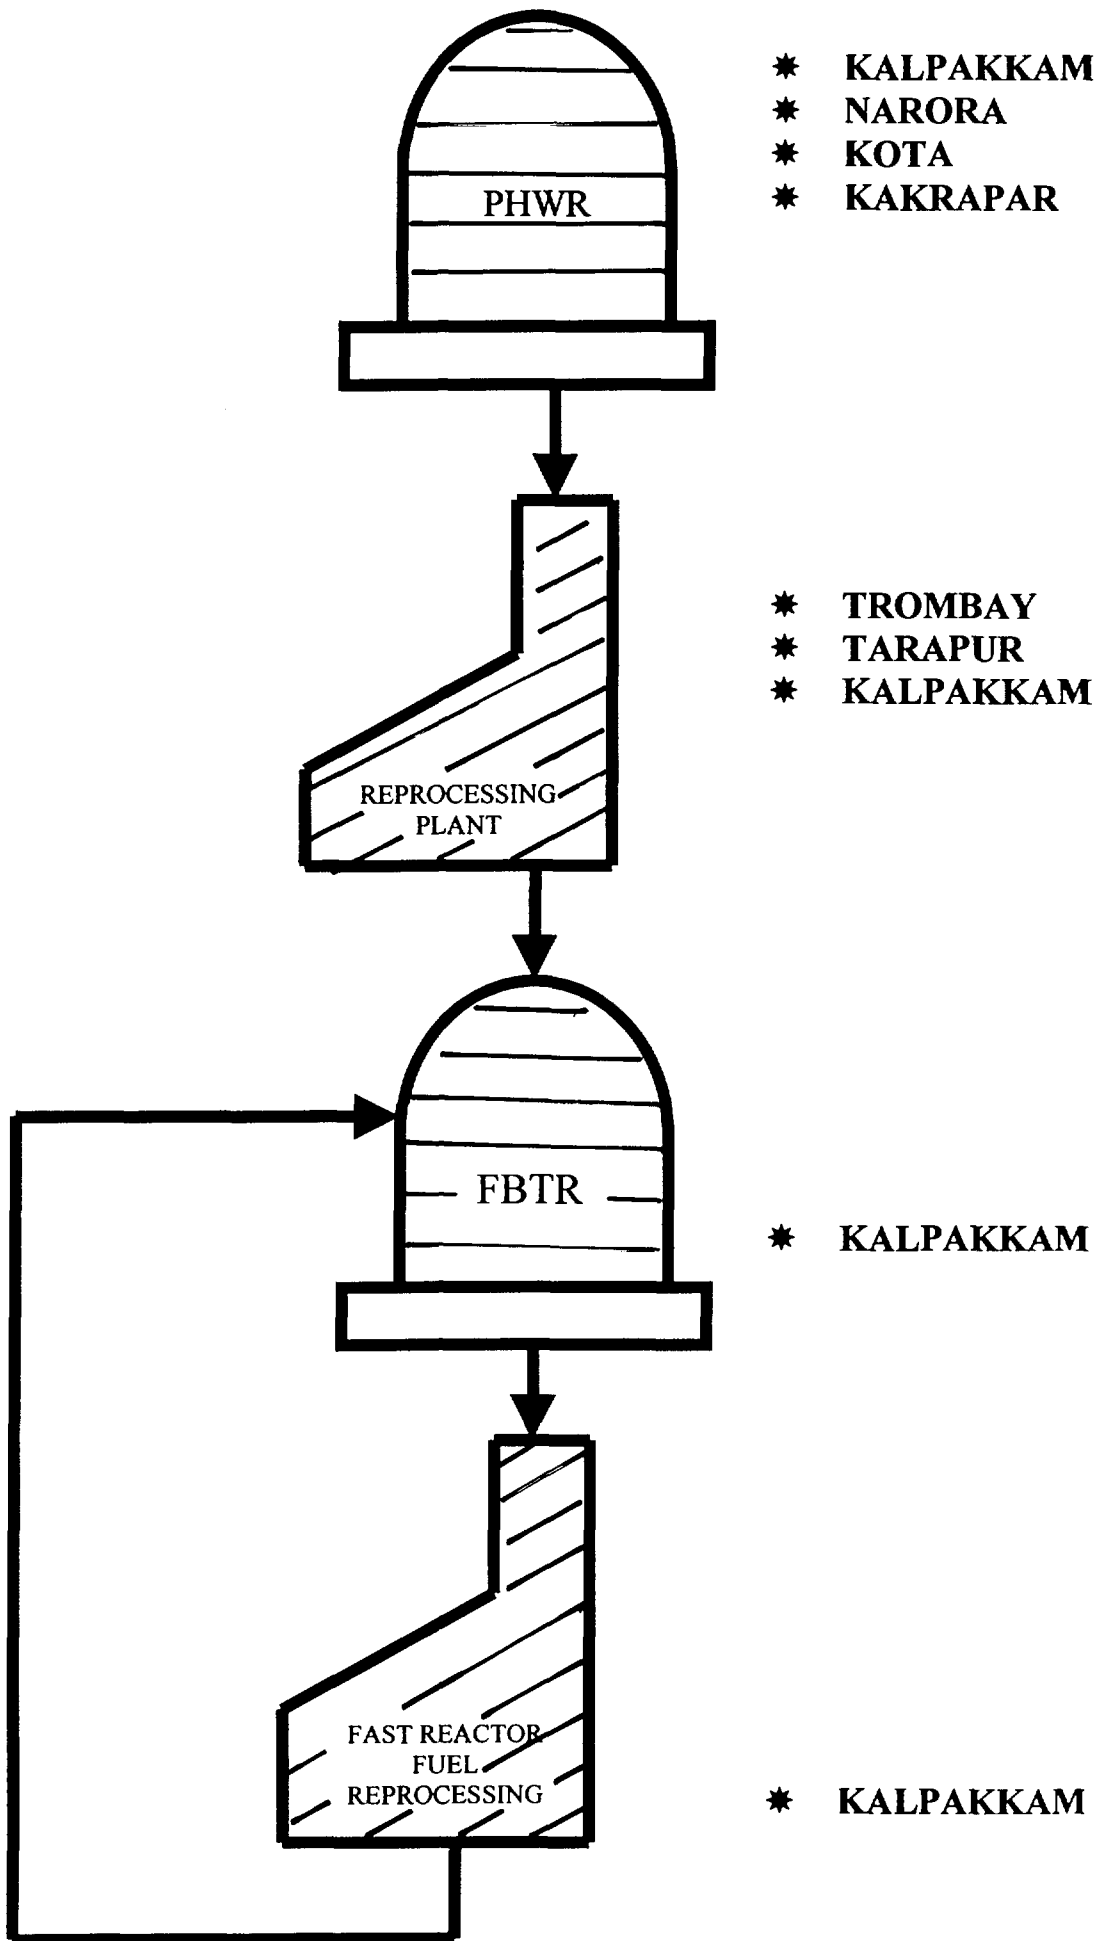 PHWR
✷ KALPAKKAM
✷ NARORA
✷ KOTA
✷ KAKRAPAR
REPROCESSING
PLANT
✷ TROMBAY
✷ TARAPUR
✷ KALPAKKAM
FBTR
✷ KALPAKKAM
FAST REACTOR
FUEL
REPROCESSING
✷ KALPAKKAM